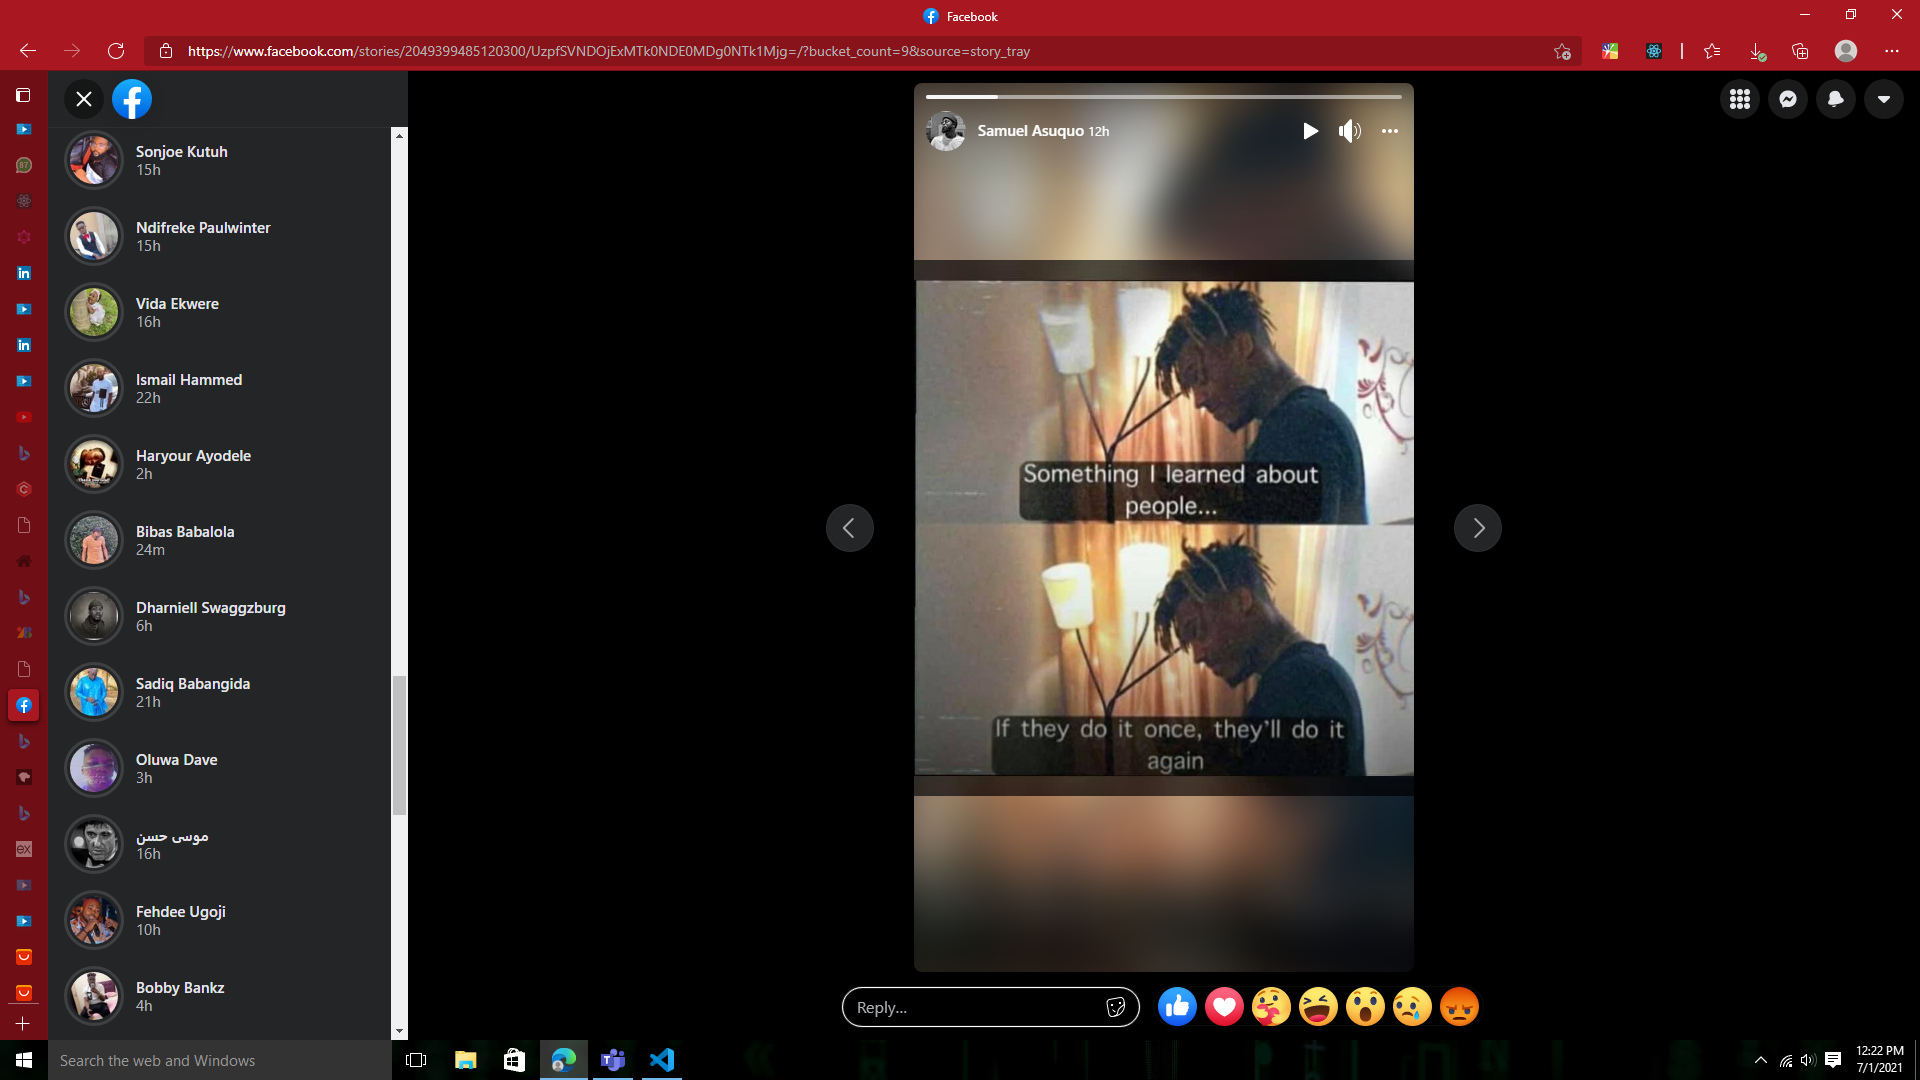 Facebook
https://www.facebook.com/stories/2049399485120300/UzpfSVNDOjExMTk0NDE0MDg0NTk1Mjg=/?bucket_count=9&source=story_tray
Sonjoe Kutuh
15h
Ndifreke Paulwinter
15h
Vida Ekwere
16h
Ismail Hammed
22h
Haryour Ayodele
2h
Bibas Babalola
24m
Dharniell Swaggzburg
6h
Sadiq Babangida
21h
Oluwa Dave
3h
موسى حسن
16h
Fehdee Ugoji
10h
Bobby Bankz
4h
Samuel Asuquo 12h
Something I learned about
people...
If they do it once, they'll do it
again
Reply...
Search the web and Windows
12:22 PM
7/1/2021